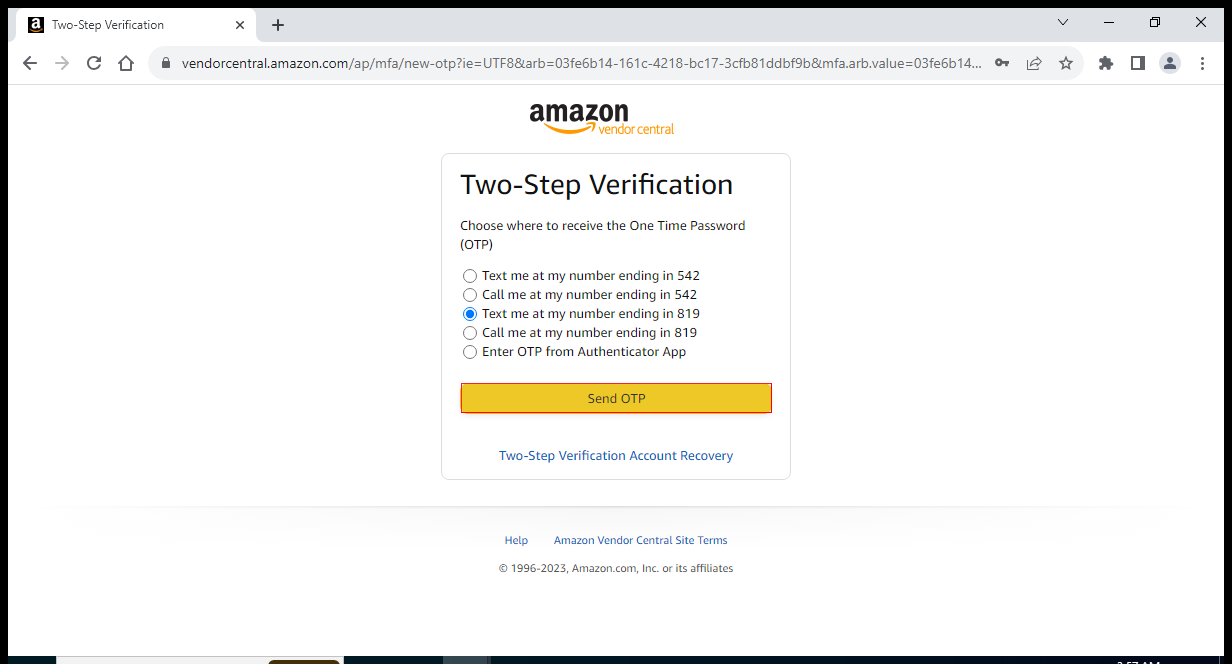 Two-Step Verification
vendorcentral.amazon.com/ap/mfa/new-otp?ie=UTF8&arb=03fe6b14-161c-4218-bc17-3cfb81ddbf9b&mfa.arb.value=03fe6b14...
amazon
vendor central
Two-Step Verification
Choose where to receive the One Time Password
(OTP)
Text me at my number ending in 542
Call me at my number ending in 542
Text me at my number ending in 819
Call me at my number ending in 819
Enter OTP from Authenticator App
Send OTP
Two-Step Verification Account Recovery
Help Amazon Vendor Central Site Terms
© 1996-2023, Amazon.com, Inc. or its affiliates